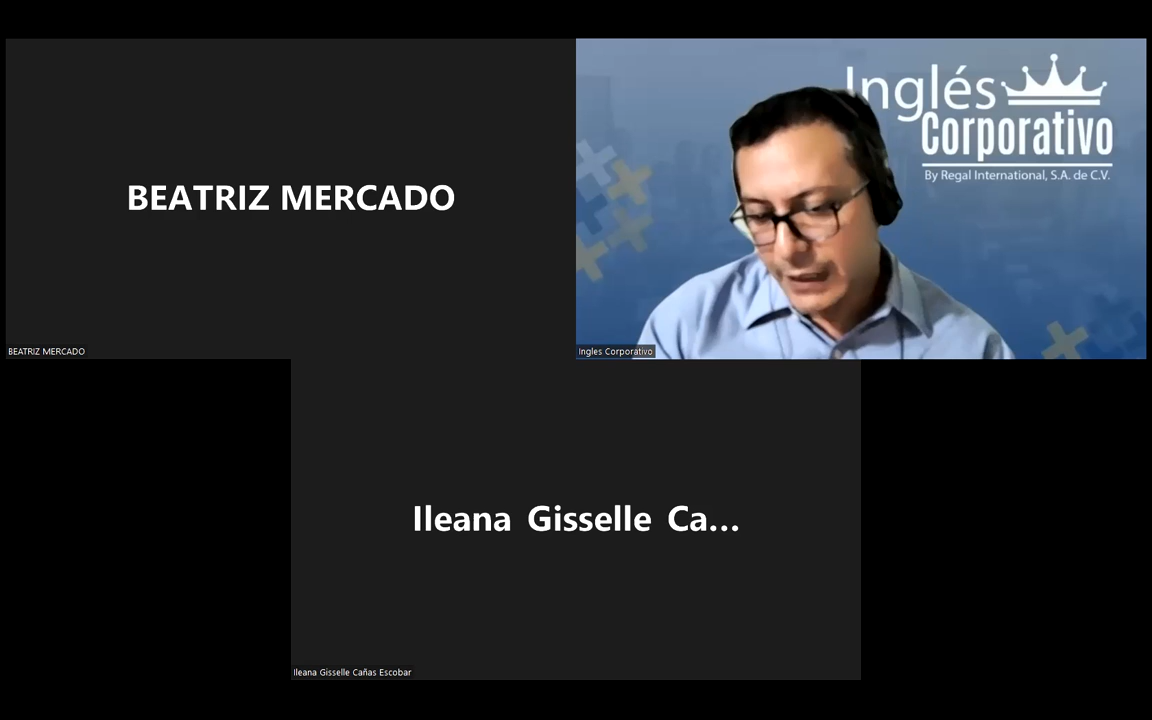 BEATRIZ MERCADO
BEATRIZ MERCADO
Inglés
Corporativo
By Regal International, S.A. de C.V.
Ingles Corporativo
Ileana Gisselle Ca...
Ileana Gisselle Cañas Escobar